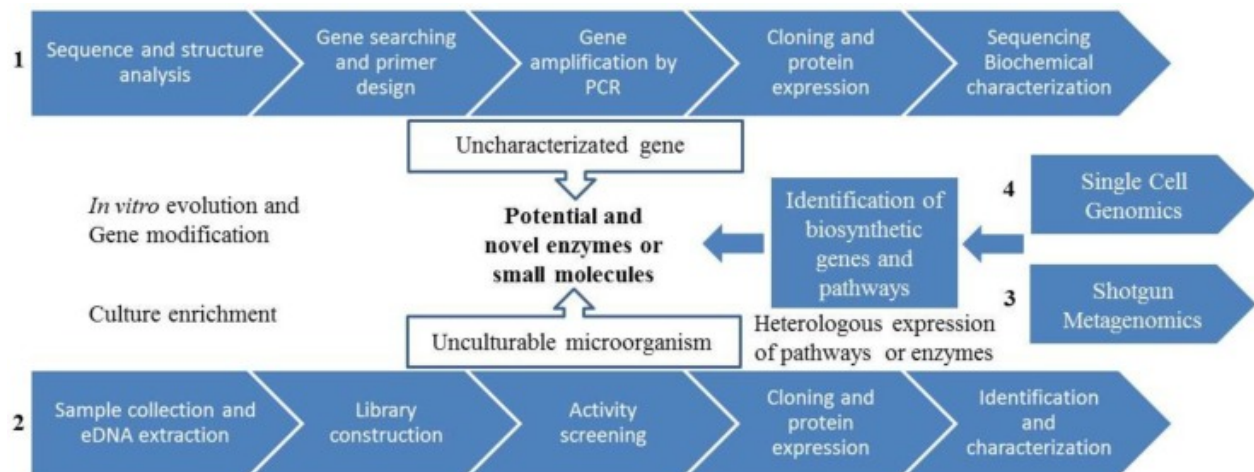 1
Sequence and structure
analysis
Gene searching
and primer
design
Gene
amplification by
PCR
Cloning and
protein
expression
Sequencing
Biochemical
characterization
Uncharacterizated gene
In vitro evolution and
Gene modification
Potential and
novel enzymes or
small molecules
Identification of
biosynthetic
genes and
pathways
4
Single Cell
Genomics
3
Shotgun
Metagenomics
Culture enrichment
Unculturable microorganism
Heterologous expression
of pathways or enzymes
2
Sample collection and
eDNA extraction
Library
construction
Activity
screening
Cloning and
protein
expression
Identification
and
characterization